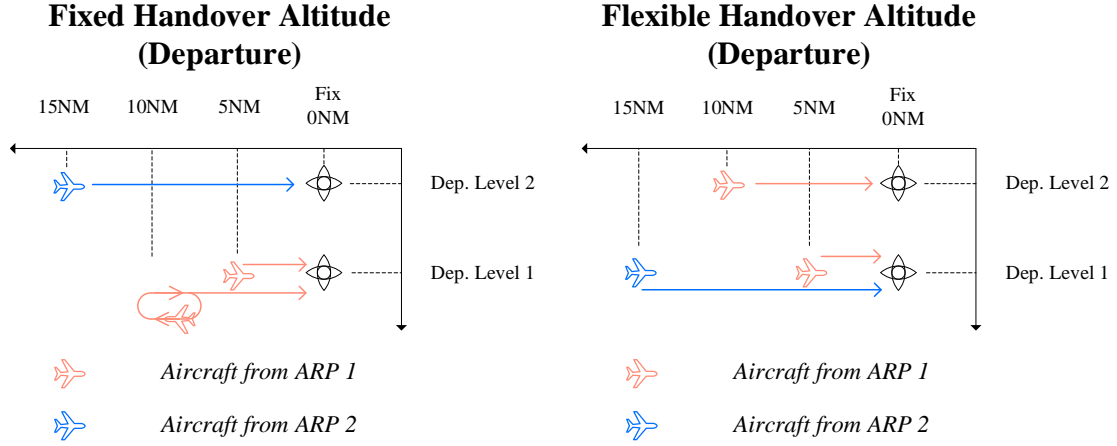 Fixed Handover Altitude
(Departure)
15NM
10NM
5NM
Fix
0NM
Dep. Level 2
Dep. Level 1
Aircraft from ARP 1
Aircraft from ARP 2
Flexible Handover Altitude
(Departure)
15NM
10NM
5NM
Fix
0NM
Dep. Level 2
Dep. Level 1
Aircraft from ARP 1
Aircraft from ARP 2